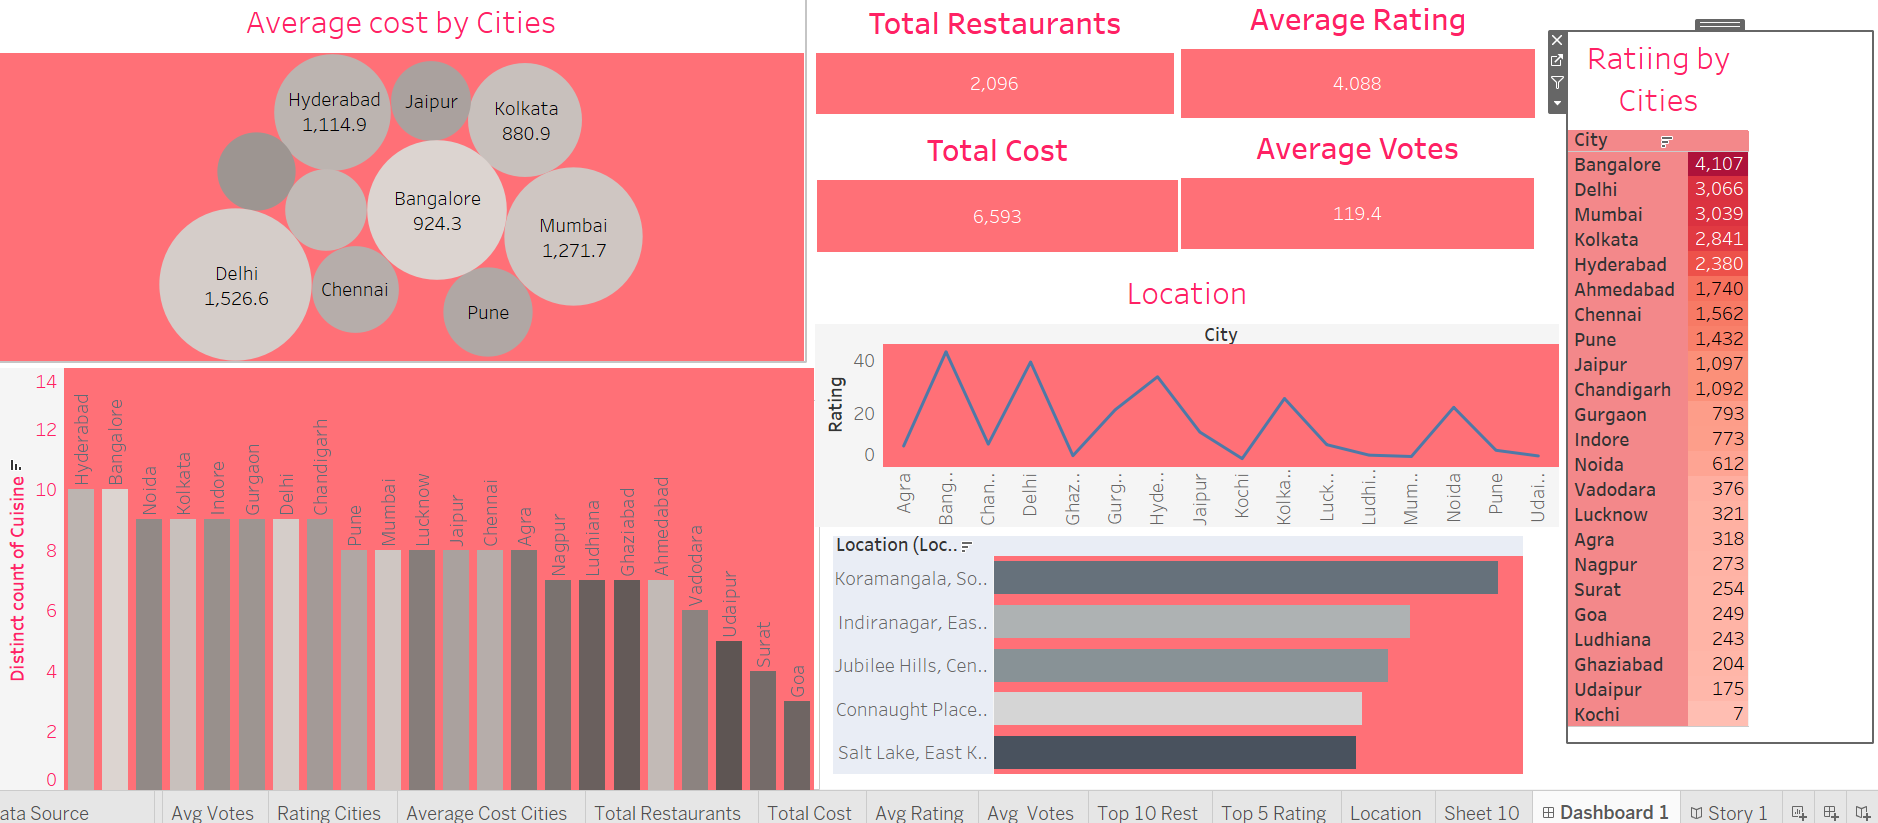 Average cost by Cities
Hyderabad
1,114.9
Jaipur
Kolkata
880.9
Bangalore
924.3
Mumbai
1,271.7
Delhi
1,526.6
Chennai
Pune
Total Restaurants
2,096
Average Rating
4.088
Total Cost
6,593
Average Votes
119.4
Location
City
Rating
40
20
0
Agra
Bang..
Chan..
Delhi
Ghaz..
Gurg..
Hyde..
Jaipur
Kochi
Kolka..
Luck..
Ludhi..
Mum..
Noida
Pune
Udai..
Location (Loc..
Koramangala, So..
Indiranagar, Eas..
Jubilee Hills, Cen..
Connaught Place..
Salt Lake, East K..
Distinct count of Cuisine
14
12
10
8
6
4
2
0
Hyderabad
Bangalore
Noida
Kolkata
Indore
Gurgaon
Delhi
Chandigarh
Pune
Mumbai
Lucknow
Jaipur
Chennai
Agra
Nagpur
Ludhiana
Ghaziabad
Ahmedabad
Vadodara
Udaipur
Surat
Goa
Ratiing by
Cities
City
Bangalore 4,107
Delhi 3,066
Mumbai 3,039
Kolkata 2,841
Hyderabad 2,380
Ahmedabad 1,740
Chennai 1,562
Pune 1,432
Jaipur 1,097
Chandigarh 1,092
Gurgaon 793
Indore 773
Noida 612
Vadodara 376
Lucknow 321
Agra 318
Nagpur 273
Surat 254
Goa 249
Ludhiana 243
Ghaziabad 204
Udaipur 175
Kochi 7
ata Source Avg Votes Rating Cities Average Cost Cities Total Restaurants Total Cost Avg Rating Avg Votes Top 10 Rest Top 5 Rating Location Sheet 10 Dashboard 1 Story 1